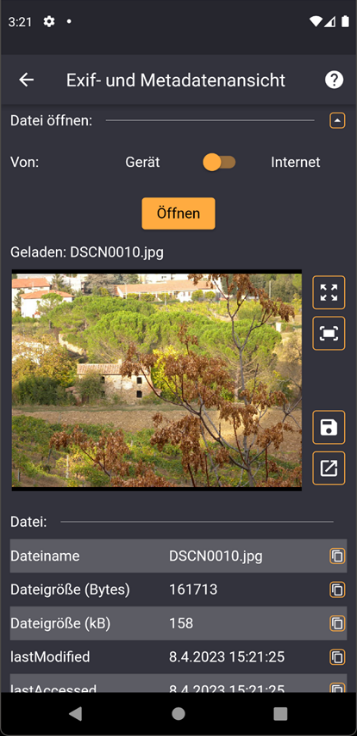 3:21
Exif- und Metadatenansicht
Datei öffnen:
Von: Gerät Internet
Öffnen
Geladen: DSCN0010.jpg
Datei:
Dateiname DSCN0010.jpg
Dateigröße (Bytes) 161713
Dateigröße (kB) 158
lastModified 8.4.2023 15:21:25
lastAccessed 8.4.2023 15:21:25